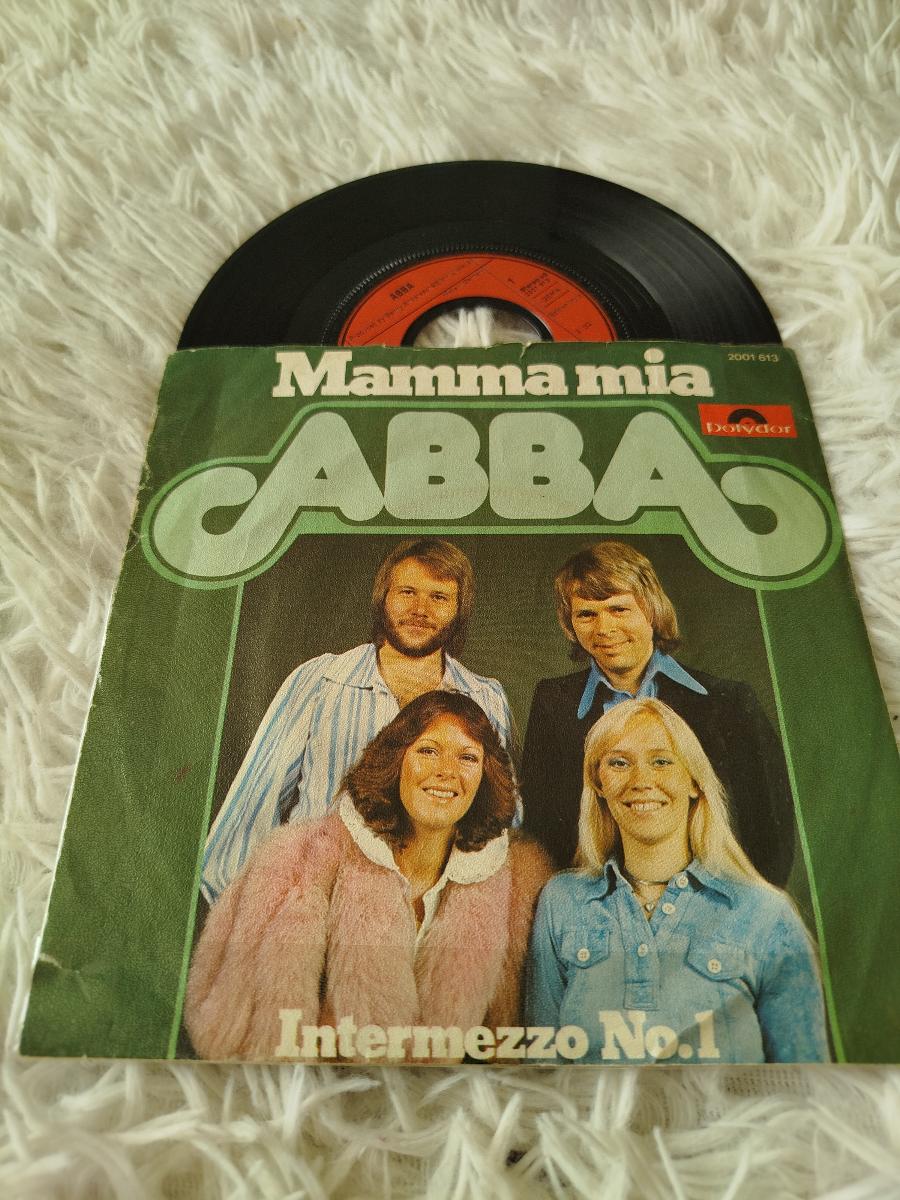 ABBA
Mamma mia
2001 613
Polydor
ABBA
Intermezzo No.1